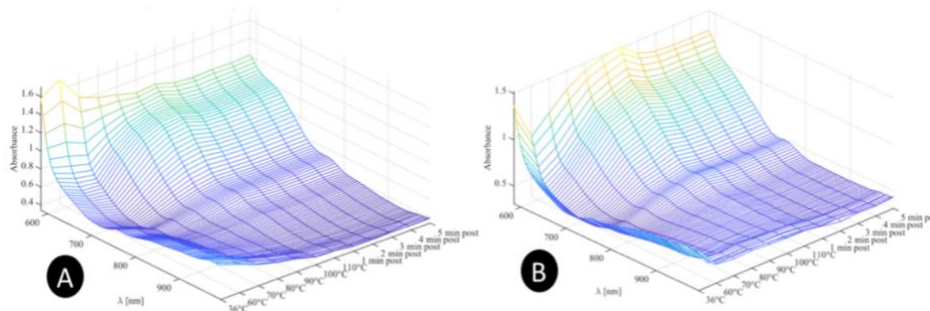 1.6
1.4
1.2
1
0.8
0.6
0.4
Absorbance
600
700
800
900
λ [nm]
36°C
60°C
70°C
80°C
90°C
100°C
110°C
1 min post
2 min post
3 min post
4 min post
5 min post
A
1.5
1
0.5
Absorbance
600
700
800
900
λ [nm]
36°C
60°C
70°C
80°C
90°C
100°C
110°C
1 min post
2 min post
3 min post
4 min post
5 min post
B